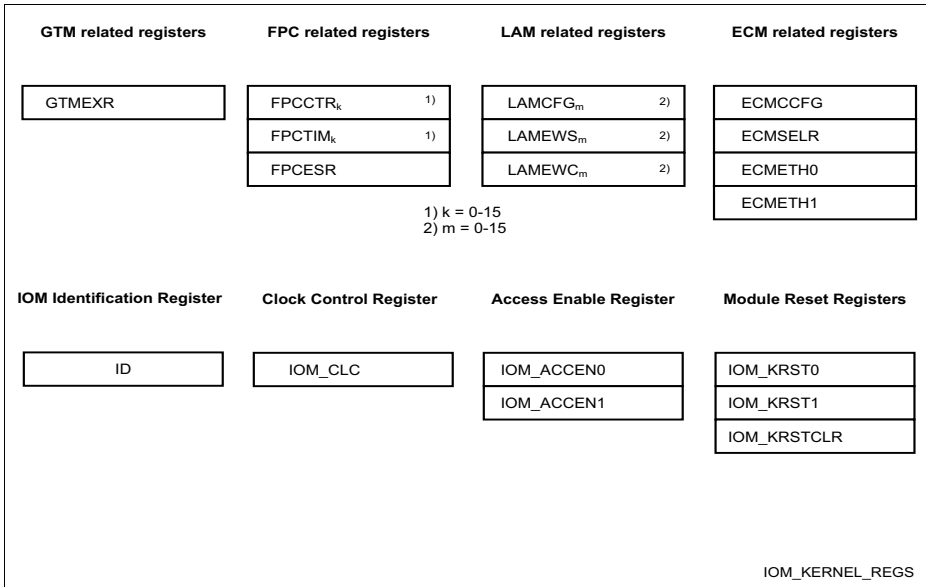 GTM related registers FPC related registers LAM related registers ECM related registers
GTMEXR FPCCTRk 1) LAMCFGm 2) ECMCCFG
FPCTIMk 1) LAMEWSm 2) ECMSELR
FPCESR LAMEWCm 2) ECMETH0
ECMETH1
1) k = 0-15
2) m = 0-15
IOM Identification Register Clock Control Register Access Enable Register Module Reset Registers
ID IOM_CLC IOM_ACCEN0 IOM_KRST0
IOM_ACCEN1 IOM_KRST1
IOM_KRSTCLR
IOM_KERNEL_REGS